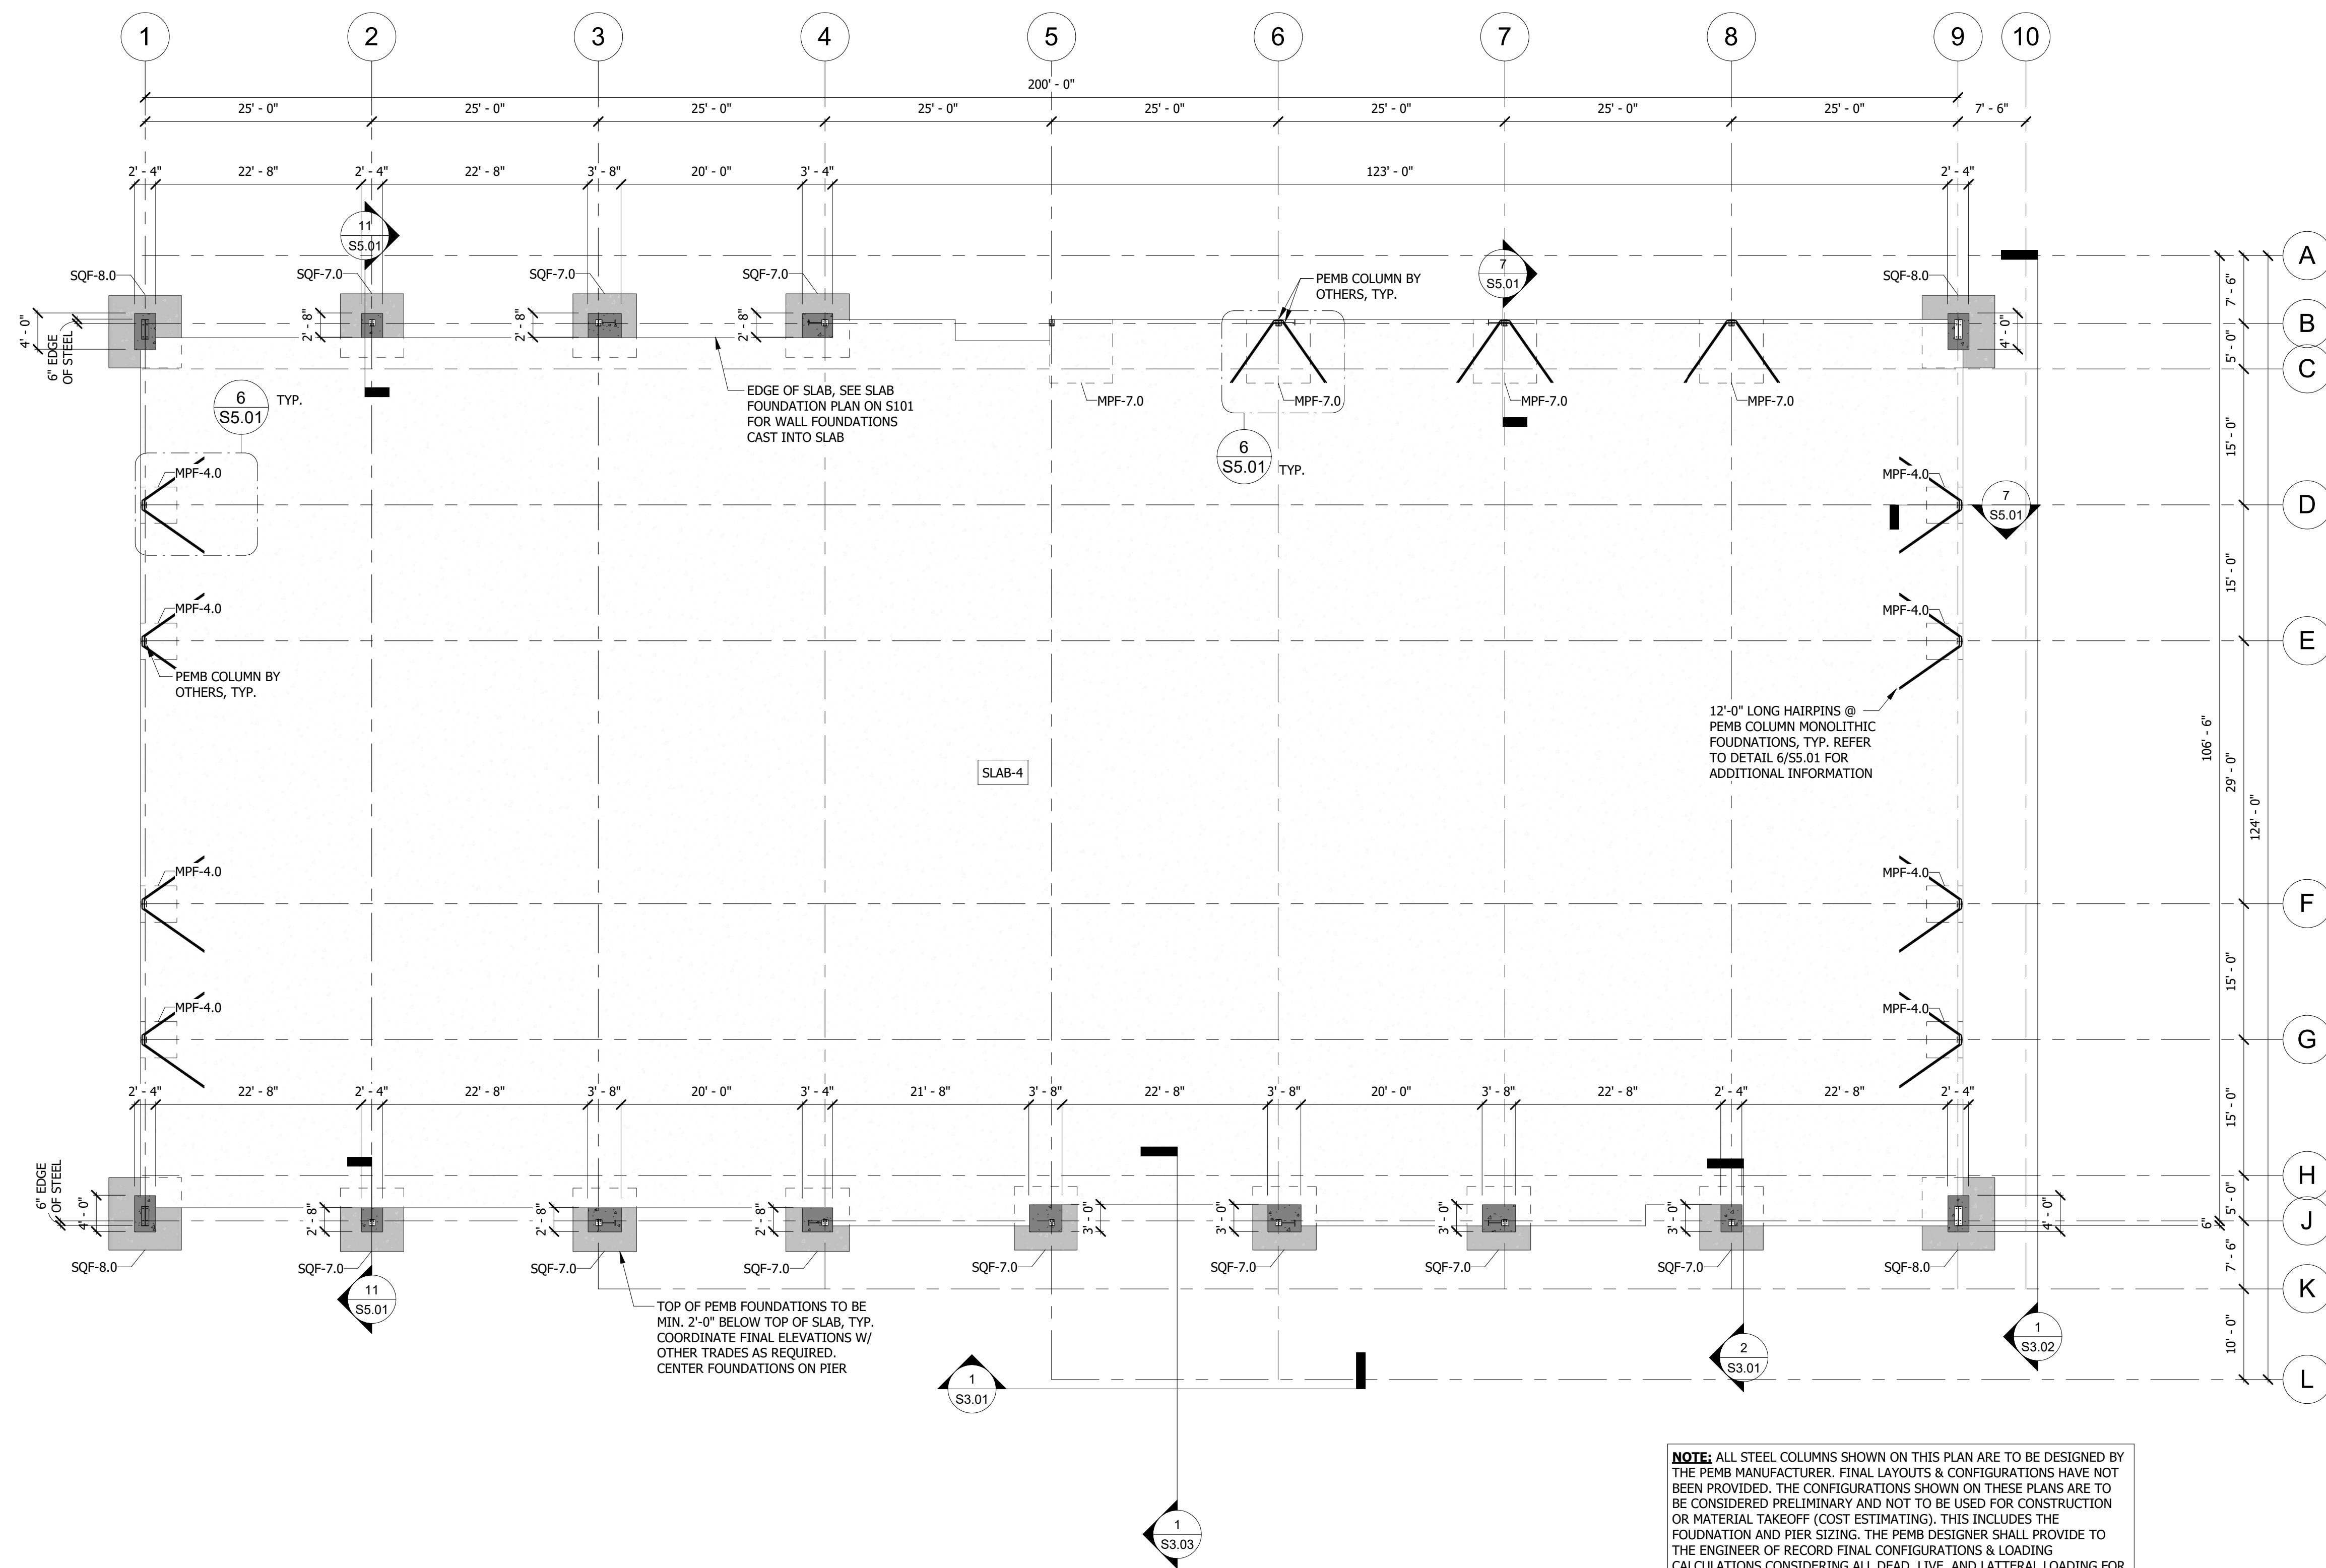 1 2 3 4 5 6 7 8 9 10
200' - 0"
25' - 0" 25' - 0" 25' - 0" 25' - 0" 25' - 0" 25' - 0" 25' - 0" 25' - 0" 7' - 6"
2' - 4" 22' - 8" 2' - 4" 22' - 8" 3' - 8" 20' - 0" 3' - 4" 123' - 0" 2' - 4"
11
S5.01
7
S5.01
A
SQF-8.0 SQF-7.0 SQF-7.0 SQF-7.0 SQF-8.0
PEMB COLUMN BY
OTHERS, TYP.
7' - 6"
4' - 0" 2' - 8" 2' - 8" 2' - 8" 4' - 0"
B
6" EDGE
OF STEEL
5' - 0"
C
EDGE OF SLAB, SEE SLAB
FOUNDATION PLAN ON S101
FOR WALL FOUNDATIONS
CAST INTO SLAB
MPF-7.0 MPF-7.0 MPF-7.0 MPF-7.0
6
S5.01
TYP.
6
S5.01
TYP.
15' - 0"
MPF-4.0 MPF-4.0
7
S5.01
D
15' - 0"
MPF-4.0 MPF-4.0
E
PEMB COLUMN BY
OTHERS, TYP.
12'-0" LONG HAIRPINS @
PEMB COLUMN MONOLITHIC
FOUDNATIONS, TYP. REFER
TO DETAIL 6/S5.01 FOR
ADDITIONAL INFORMATION
106' - 6"
29' - 0"
124' - 0"
SLAB-4
MPF-4.0 MPF-4.0
F
15' - 0"
MPF-4.0 MPF-4.0
G
2' - 4" 22' - 8" 2' - 4" 22' - 8" 3' - 8" 20' - 0" 3' - 4" 21' - 8" 3' - 8" 22' - 8" 3' - 8" 20' - 0" 3' - 8" 22' - 8" 2' - 4" 22' - 8" 2' - 4"
15' - 0"
H
6" EDGE
OF STEEL
4' - 0" 2' - 8" 2' - 8" 2' - 8" 3' - 0" 3' - 0" 3' - 0" 3' - 0" 4' - 0"
5' - 0"
6"
J
SQF-8.0 SQF-7.0 SQF-7.0 SQF-7.0 SQF-7.0 SQF-7.0 SQF-7.0 SQF-7.0 SQF-8.0
7' - 6"
K
11
S5.01
TOP OF PEMB FOUNDATIONS TO BE
MIN. 2'-0" BELOW TOP OF SLAB, TYP.
COORDINATE FINAL ELEVATIONS W/
OTHER TRADES AS REQUIRED.
CENTER FOUNDATIONS ON PIER
10' - 0"
1
S3.02
2
S3.01
1
S3.01
L
1
S3.03
NOTE: ALL STEEL COLUMNS SHOWN ON THIS PLAN ARE TO BE DESIGNED BY
THE PEMB MANUFACTURER. FINAL LAYOUTS & CONFIGURATIONS HAVE NOT
BEEN PROVIDED. THE CONFIGURATIONS SHOWN ON THESE PLANS ARE TO
BE CONSIDERED PRELIMINARY AND NOT TO BE USED FOR CONSTRUCTION
OR MATERIAL TAKEOFF (COST ESTIMATING). THIS INCLUDES THE
FOUDNATION AND PIER SIZING. THE PEMB DESIGNER SHALL PROVIDE TO
THE ENGINEER OF RECORD FINAL CONFIGURATIONS & LOADING
CALCULATIONS CONSIDERING ALL DEAD, LIVE, AND LATTERAL LOADING FOR